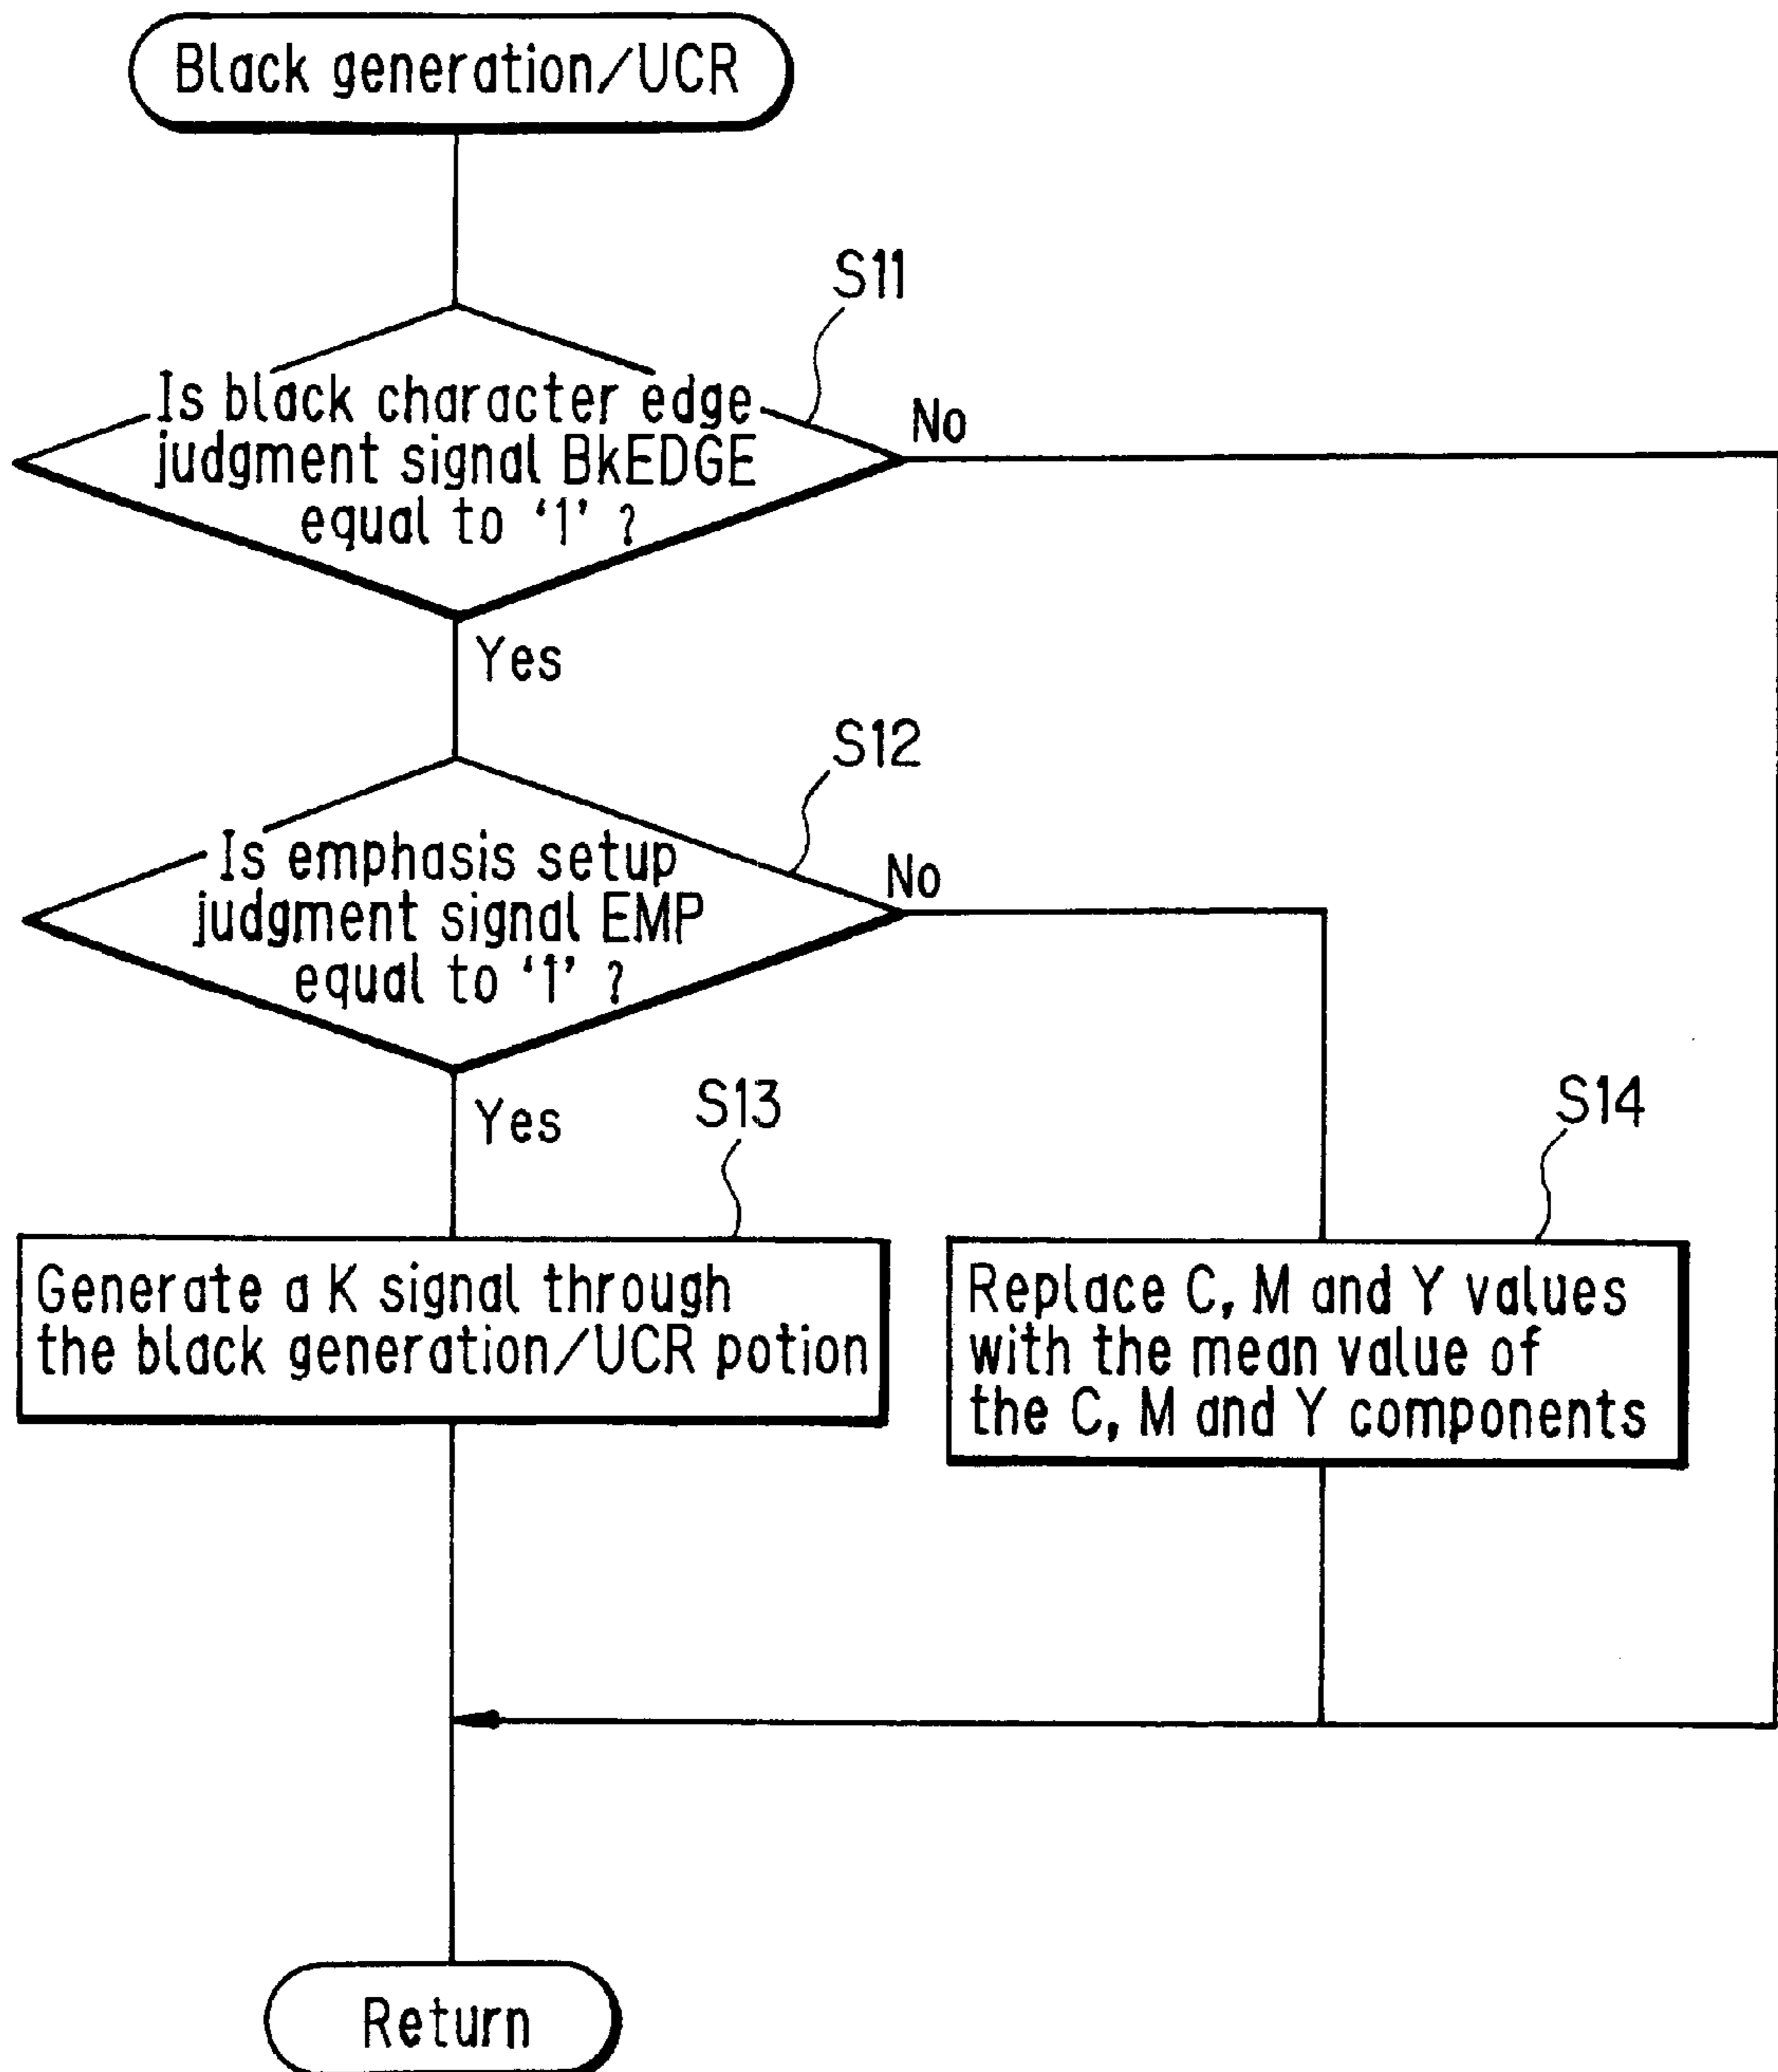 Black generation/UCR
S11
Is black character edge
judgment signal BkEDGE
equal to ‘1’ ?
No
Yes
S12
Is emphasis setup
judgment signal EMP
equal to ‘1’ ?
No
Yes
S13
S14
Generate a K signal through
the black generation/UCR potion
Replace C, M and Y values
with the mean value of
the C, M and Y components
Return